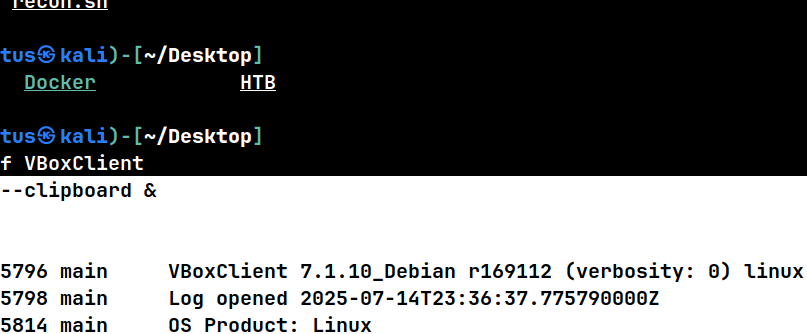 recon.sh
tus㉿kali)-[~/Desktop]
Docker HTB
tus㉿kali)-[~/Desktop]
f VBoxClient
--clipboard &
5796 main VBoxClient 7.1.10_Debian r169112 (verbosity: 0) linux
5798 main Log opened 2025-07-14T23:36:37.775790000Z
5814 main OS Product: Linux